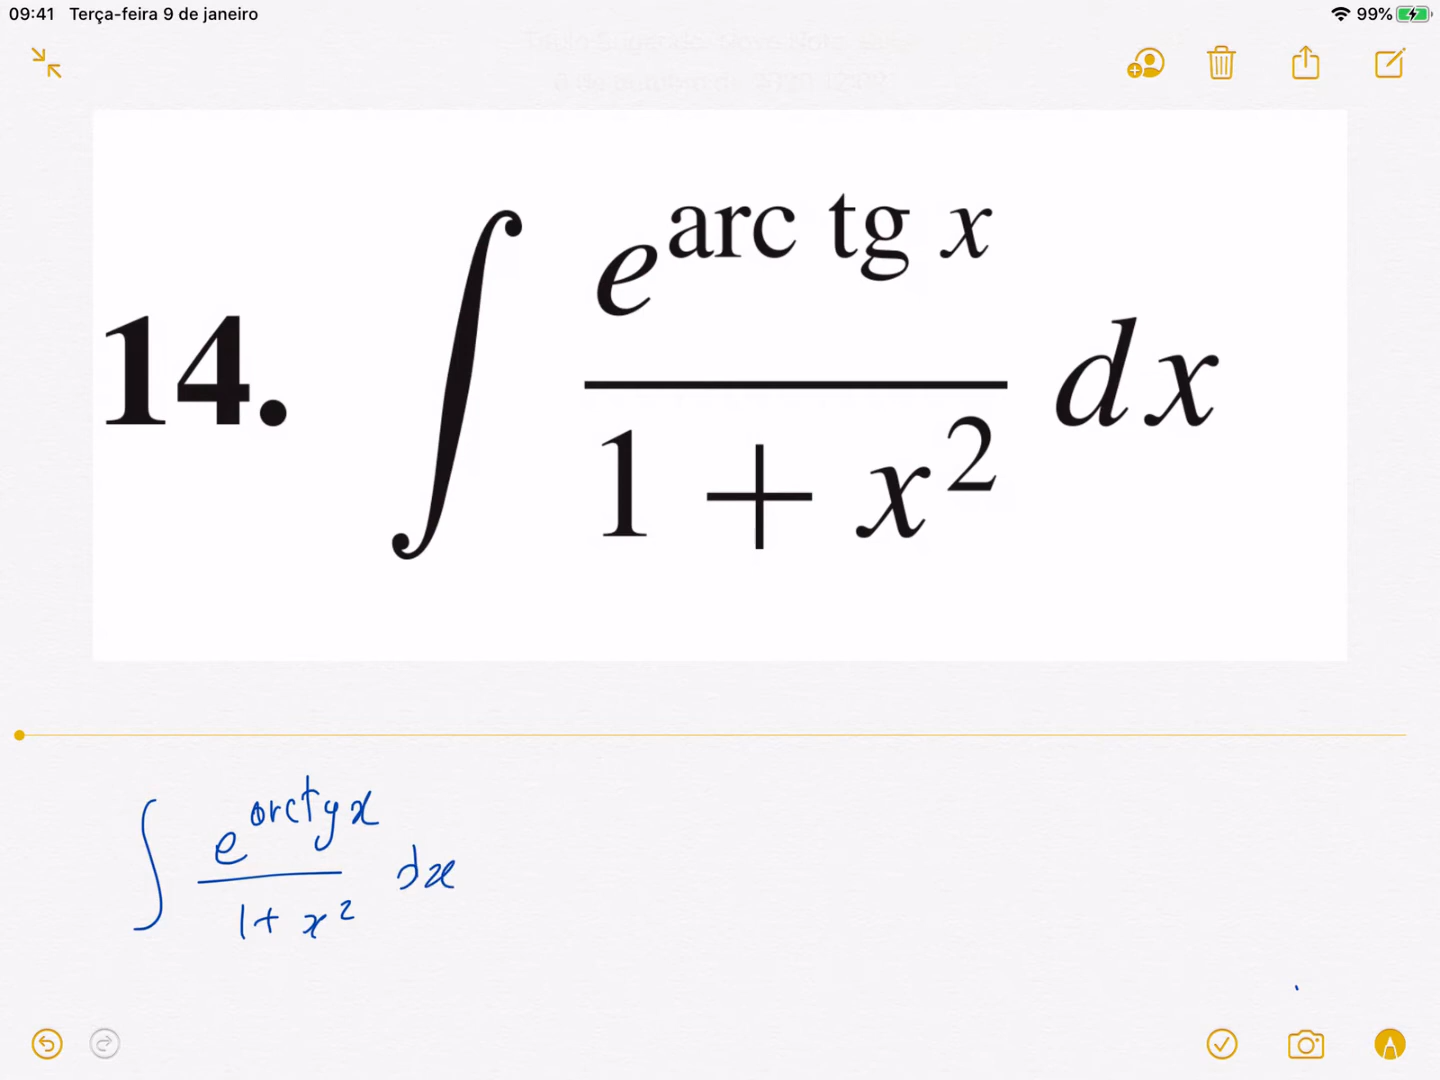 09:41 Terça-feira 9 de janeiro 99%
14. ∫ e^{arc tg x} / (1 + x²) dx
∫ e^{arctg x} / (1 + x²) dx